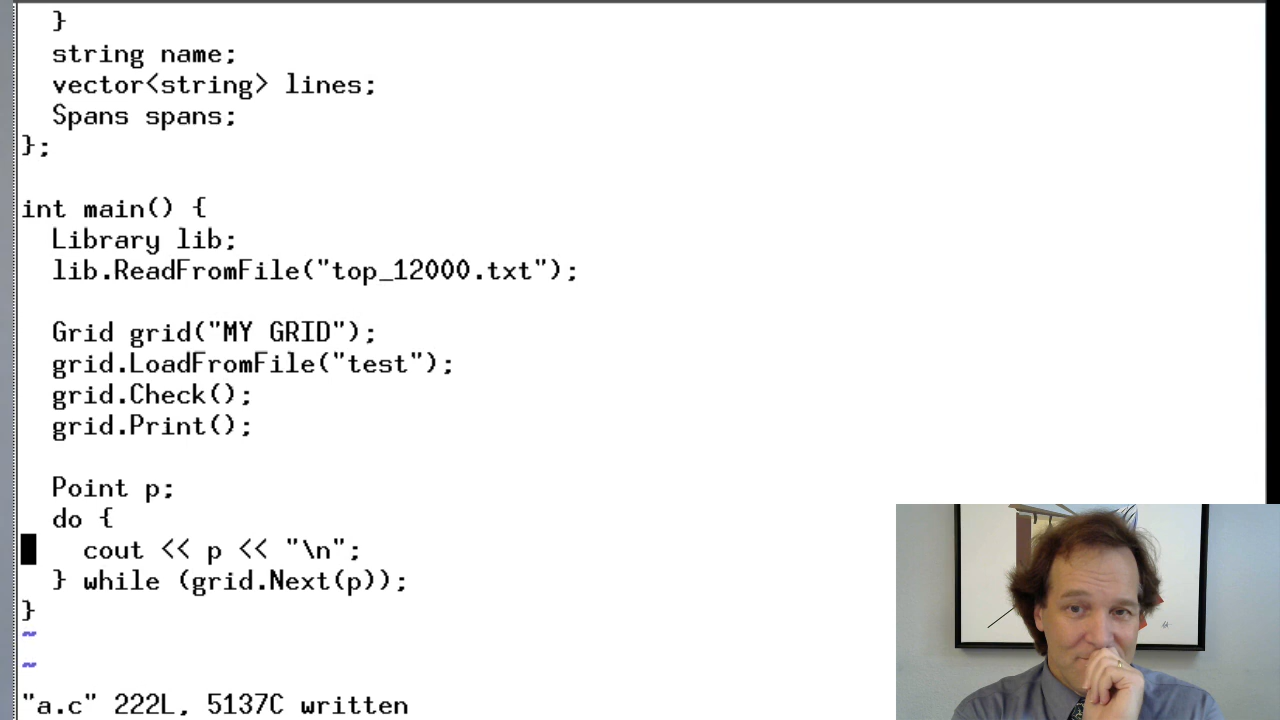 }
string name;
vector<string> lines;
Spans spans;
};
int main() {
Library lib;
lib.ReadFromFile("top_12000.txt");
Grid grid("MY GRID");
grid.LoadFromFile("test");
grid.Check();
grid.Print();
Point p;
do {
cout << p << "\n";
} while (grid.Next(p));
}
~
~
"a.c" 222L, 5137C written